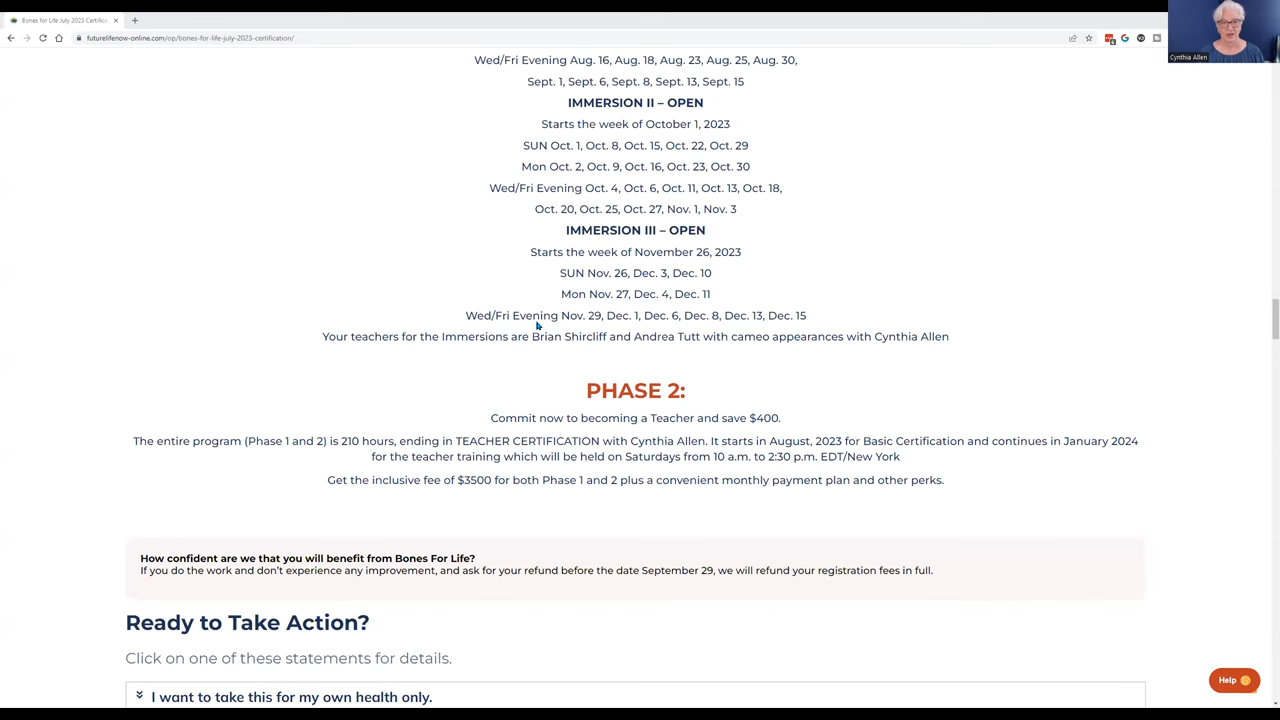 Bones for Life July 2023 Certific
futurelifenow-online.com/op/bones-for-life-july-2023-certification/
Cynthia Allen
Wed/Fri Evening Aug. 16, Aug. 18, Aug. 23, Aug. 25, Aug. 30,
Sept. 1, Sept. 6, Sept. 8, Sept. 13, Sept. 15
IMMERSION II – OPEN
Starts the week of October 1, 2023
SUN Oct. 1, Oct. 8, Oct. 15, Oct. 22, Oct. 29
Mon Oct. 2, Oct. 9, Oct. 16, Oct. 23, Oct. 30
Wed/Fri Evening Oct. 4, Oct. 6, Oct. 11, Oct. 13, Oct. 18,
Oct. 20, Oct. 25, Oct. 27, Nov. 1, Nov. 3
IMMERSION III – OPEN
Starts the week of November 26, 2023
SUN Nov. 26, Dec. 3, Dec. 10
Mon Nov. 27, Dec. 4, Dec. 11
Wed/Fri Evening Nov. 29, Dec. 1, Dec. 6, Dec. 8, Dec. 13, Dec. 15
Your teachers for the Immersions are Brian Shircliff and Andrea Tutt with cameo appearances with Cynthia Allen
PHASE 2:
Commit now to becoming a Teacher and save $400.
The entire program (Phase 1 and 2) is 210 hours, ending in TEACHER CERTIFICATION with Cynthia Allen. It starts in August, 2023 for Basic Certification and continues in January 2024
for the teacher training which will be held on Saturdays from 10 a.m. to 2:30 p.m. EDT/New York
Get the inclusive fee of $3500 for both Phase 1 and 2 plus a convenient monthly payment plan and other perks.
How confident are we that you will benefit from Bones For Life?
If you do the work and don’t experience any improvement, and ask for your refund before the date September 29, we will refund your registration fees in full.
Ready to Take Action?
Click on one of these statements for details.
I want to take this for my own health only.
Help